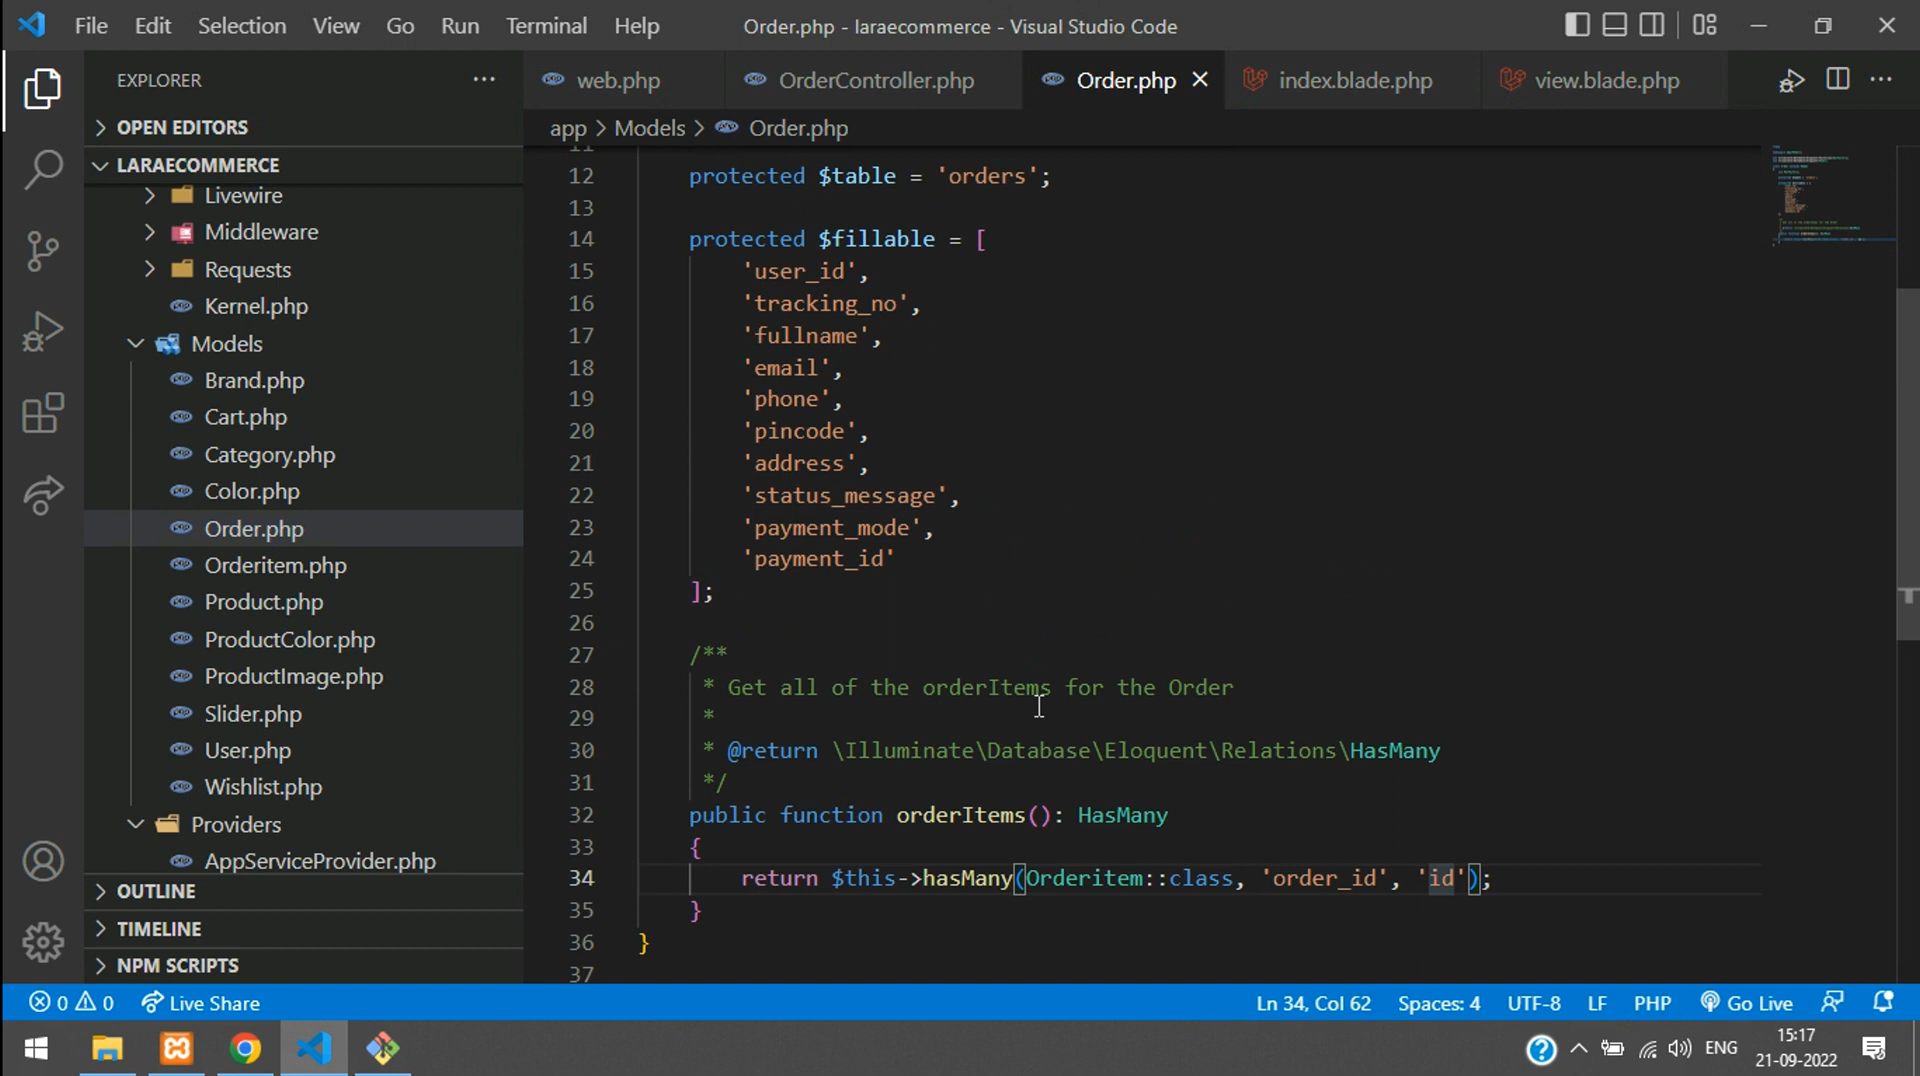 File Edit Selection View Go Run Terminal Help
Order.php - laraecommerce - Visual Studio Code
EXPLORER
OPEN EDITORS
LARAECOMMERCE
Livewire
Middleware
Requests
Kernel.php
Models
Brand.php
Cart.php
Category.php
Color.php
Order.php
Orderitem.php
Product.php
ProductColor.php
ProductImage.php
Slider.php
User.php
Wishlist.php
Providers
AppServiceProvider.php
OUTLINE
TIMELINE
NPM SCRIPTS
web.php OrderController.php Order.php index.blade.php view.blade.php
app > Models > Order.php
11
12 protected $table = 'orders';
13
14 protected $fillable = [
15 'user_id',
16 'tracking_no',
17 'fullname',
18 'email',
19 'phone',
20 'pincode',
21 'address',
22 'status_message',
23 'payment_mode',
24 'payment_id'
25 ];
26
27 /**
28 * Get all of the orderItems for the Order
29 *
30 * @return \Illuminate\Database\Eloquent\Relations\HasMany
31 */
32 public function orderItems(): HasMany
33 {
34 return $this->hasMany(Orderitem::class, 'order_id', 'id');
35 }
36 }
37
0 0 Live Share
Ln 34, Col 62 Spaces: 4 UTF-8 LF PHP Go Live
ENG
15:17
21-09-2022